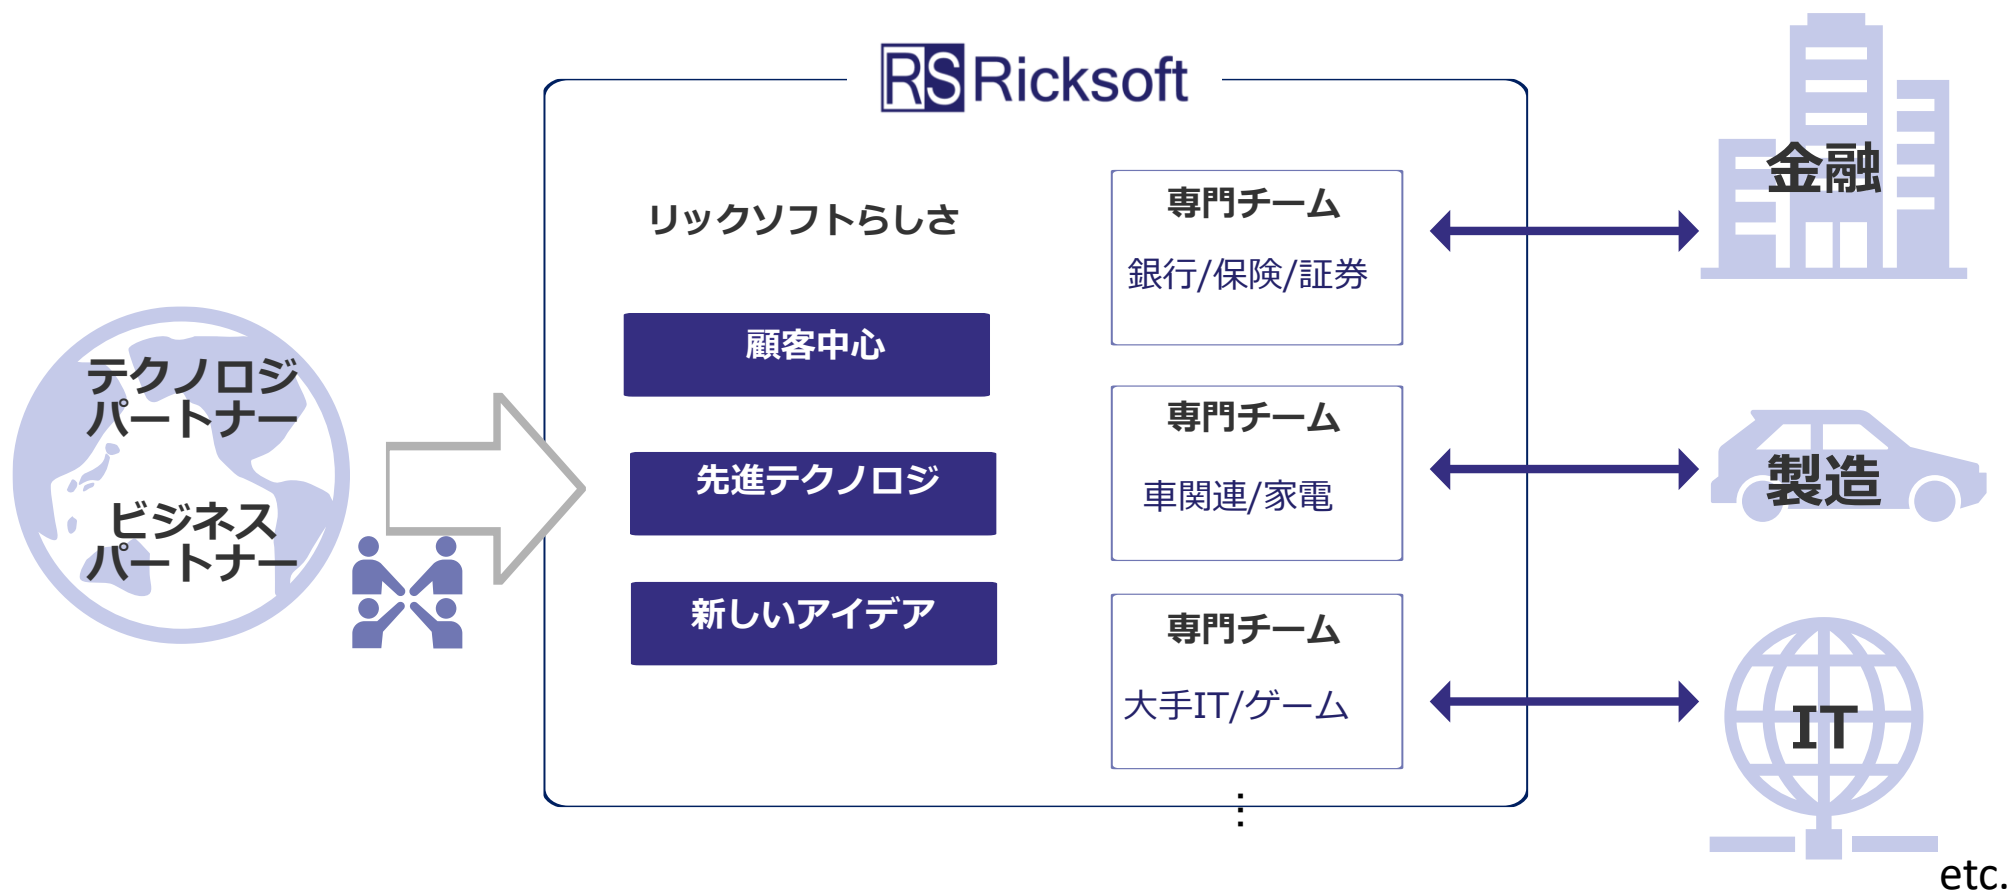 RS Ricksoft
テクノロジ
パートナー
ビジネス
パートナー
リックソフトらしさ
顧客中心
先進テクノロジ
新しいアイデア
専門チーム
銀行/保険/証券
専門チーム
車関連/家電
専門チーム
大手IT/ゲーム
⋮
金融
製造
IT
etc.